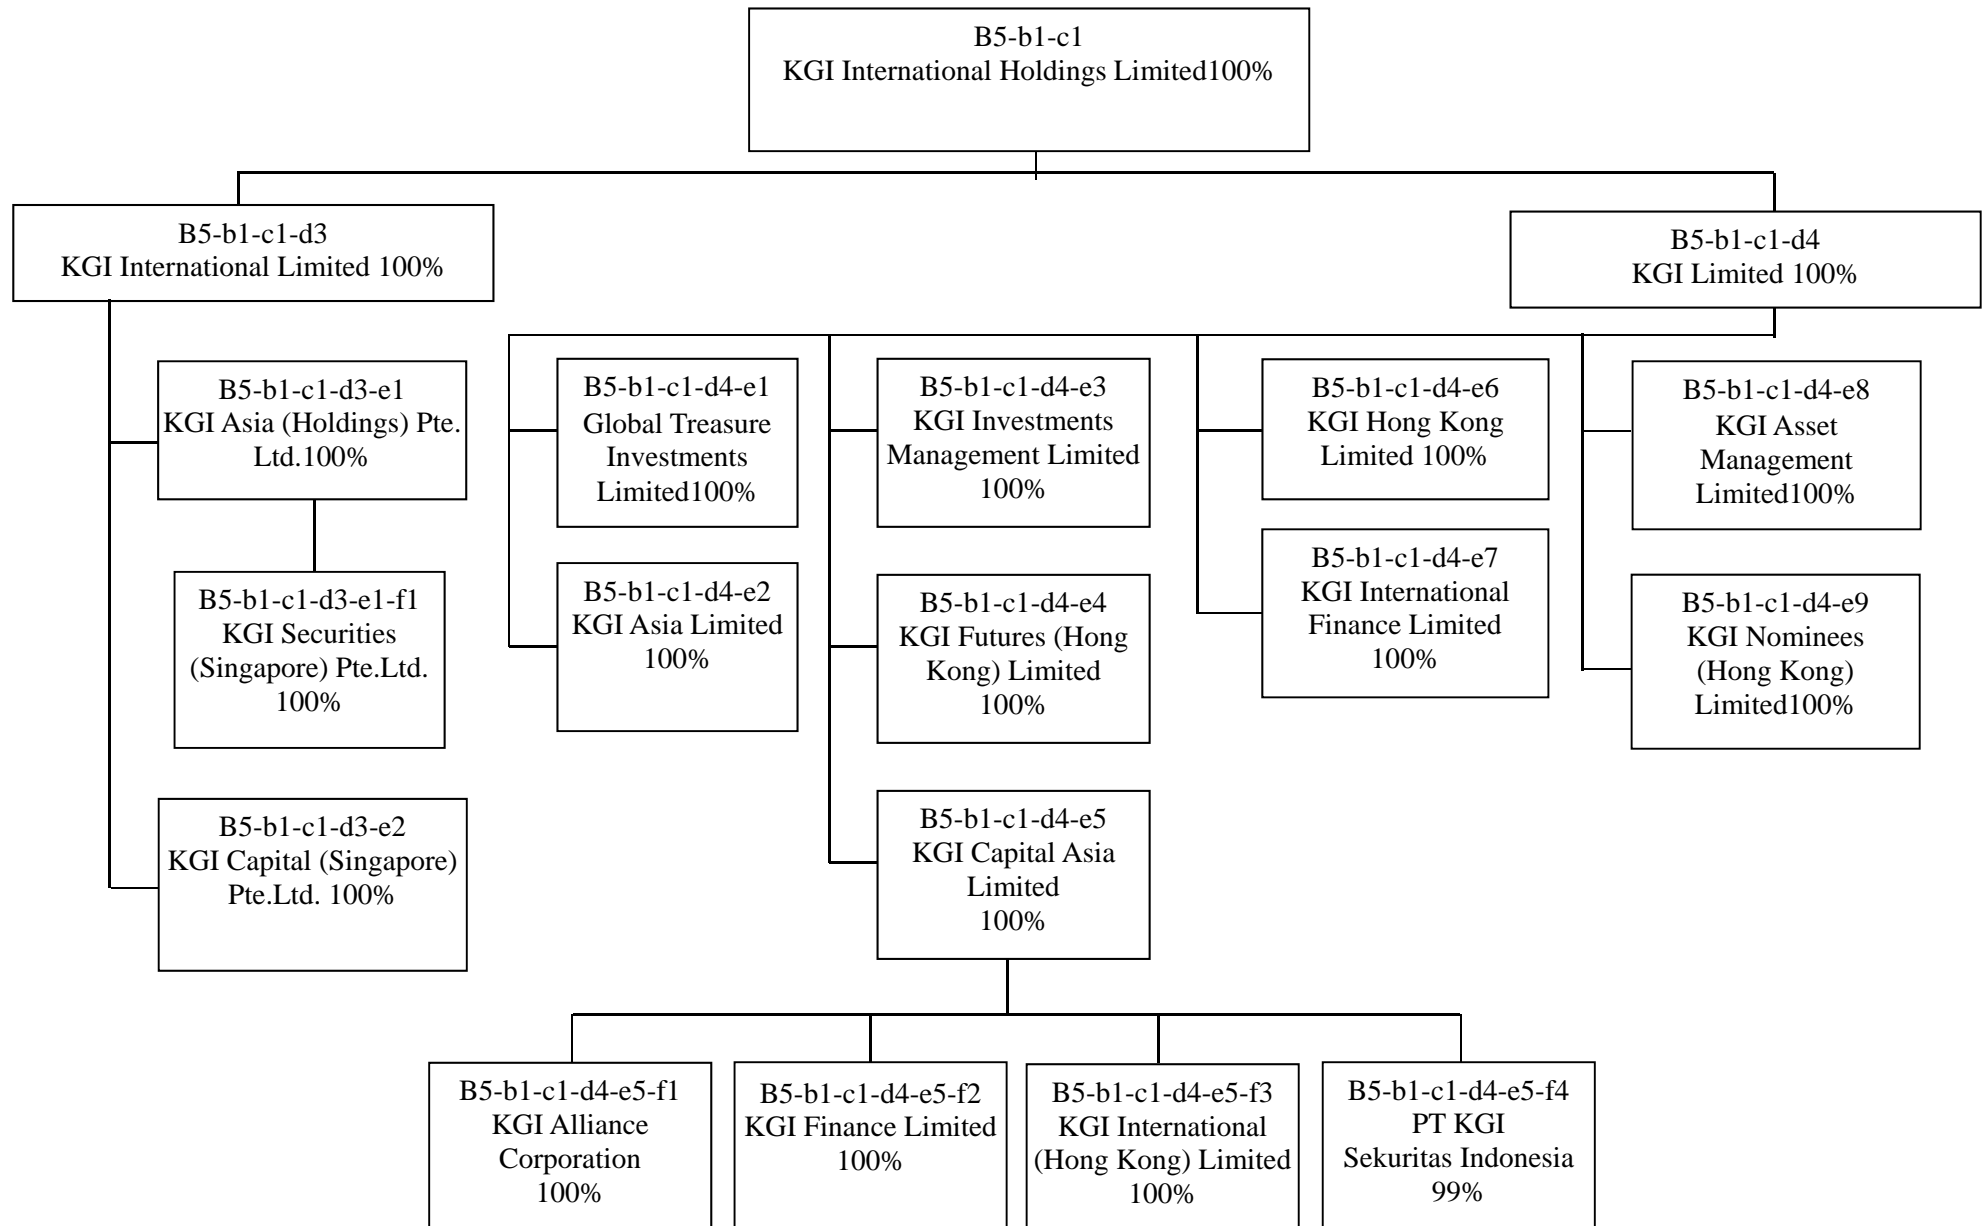 B5-b1-c1
KGI International Holdings Limited100%
B5-b1-c1-d3
KGI International Limited 100%
B5-b1-c1-d4
KGI Limited 100%
B5-b1-c1-d3-e1
KGI Asia (Holdings) Pte.
Ltd.100%
B5-b1-c1-d4-e1
Global Treasure
Investments
Limited100%
B5-b1-c1-d4-e3
KGI Investments
Management Limited
100%
B5-b1-c1-d4-e6
KGI Hong Kong
Limited 100%
B5-b1-c1-d4-e8
KGI Asset
Management
Limited100%
B5-b1-c1-d3-e1-f1
KGI Securities
(Singapore) Pte.Ltd.
100%
B5-b1-c1-d4-e2
KGI Asia Limited
100%
B5-b1-c1-d4-e4
KGI Futures (Hong
Kong) Limited
100%
B5-b1-c1-d4-e7
KGI International
Finance Limited
100%
B5-b1-c1-d4-e9
KGI Nominees
(Hong Kong)
Limited100%
B5-b1-c1-d3-e2
KGI Capital (Singapore)
Pte.Ltd. 100%
B5-b1-c1-d4-e5
KGI Capital Asia
Limited
100%
B5-b1-c1-d4-e5-f1
KGI Alliance
Corporation
100%
B5-b1-c1-d4-e5-f2
KGI Finance Limited
100%
B5-b1-c1-d4-e5-f3
KGI International
(Hong Kong) Limited
100%
B5-b1-c1-d4-e5-f4
PT KGI
Sekuritas Indonesia
99%